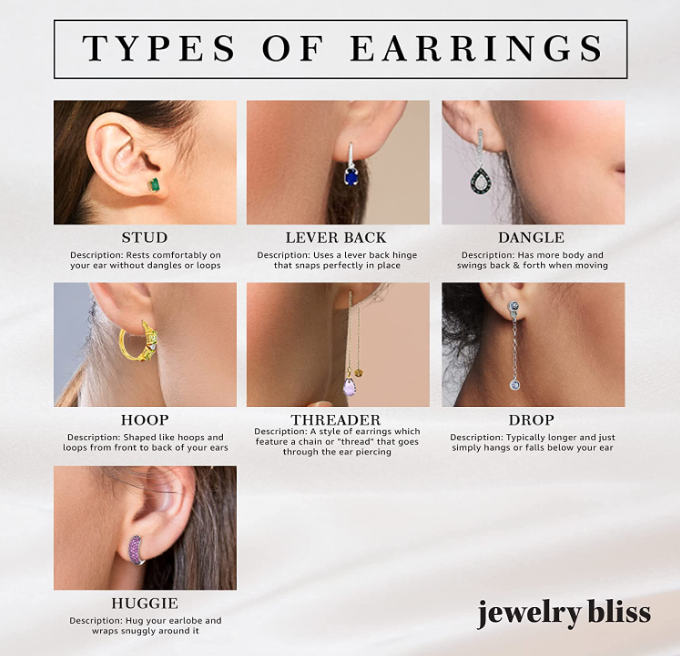 TYPES OF EARRINGS
STUD
Description: Rests comfortably on
your ear without dangles or loops
LEVER BACK
Description: Uses a lever back hinge
that snaps perfectly in place
DANGLE
Description: Has more body and
swings back & forth when moving
HOOP
Description: Shaped like hoops and
loops from front to back of your ears
THREADER
Description: A style of earrings which
feature a chain or "thread" that goes
through the ear piercing
DROP
Description: Typically longer and just
simply hangs or falls below your ear
HUGGIE
Description: Hug your earlobe and
wraps snuggly around it
jewelry bliss